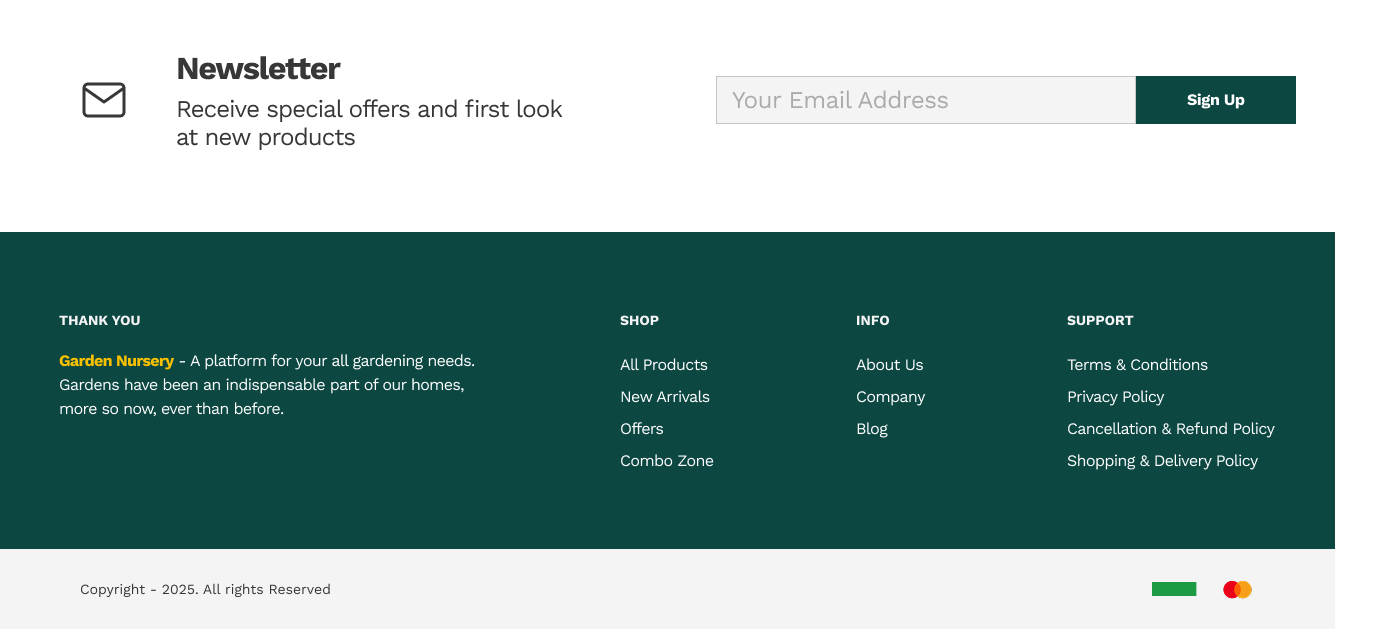 Newsletter
Receive special offers and first look
at new products
Your Email Address
Sign Up
THANK YOU
Garden Nursery - A platform for your all gardening needs.
Gardens have been an indispensable part of our homes,
more so now, ever than before.
SHOP
All Products
New Arrivals
Offers
Combo Zone
INFO
About Us
Company
Blog
SUPPORT
Terms & Conditions
Privacy Policy
Cancellation & Refund Policy
Shopping & Delivery Policy
Copyright - 2025. All rights Reserved